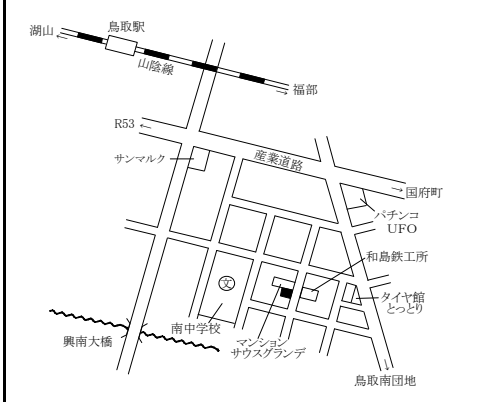 鳥取駅
湖山
山陰線
福部
R53
産業道路
サンマルク
国府町
パチンコ
UFO
和島鉄工所
文
タイヤ館
とっとり
南中学校
マンション
サウスグランデ
興南大橋
鳥取南団地